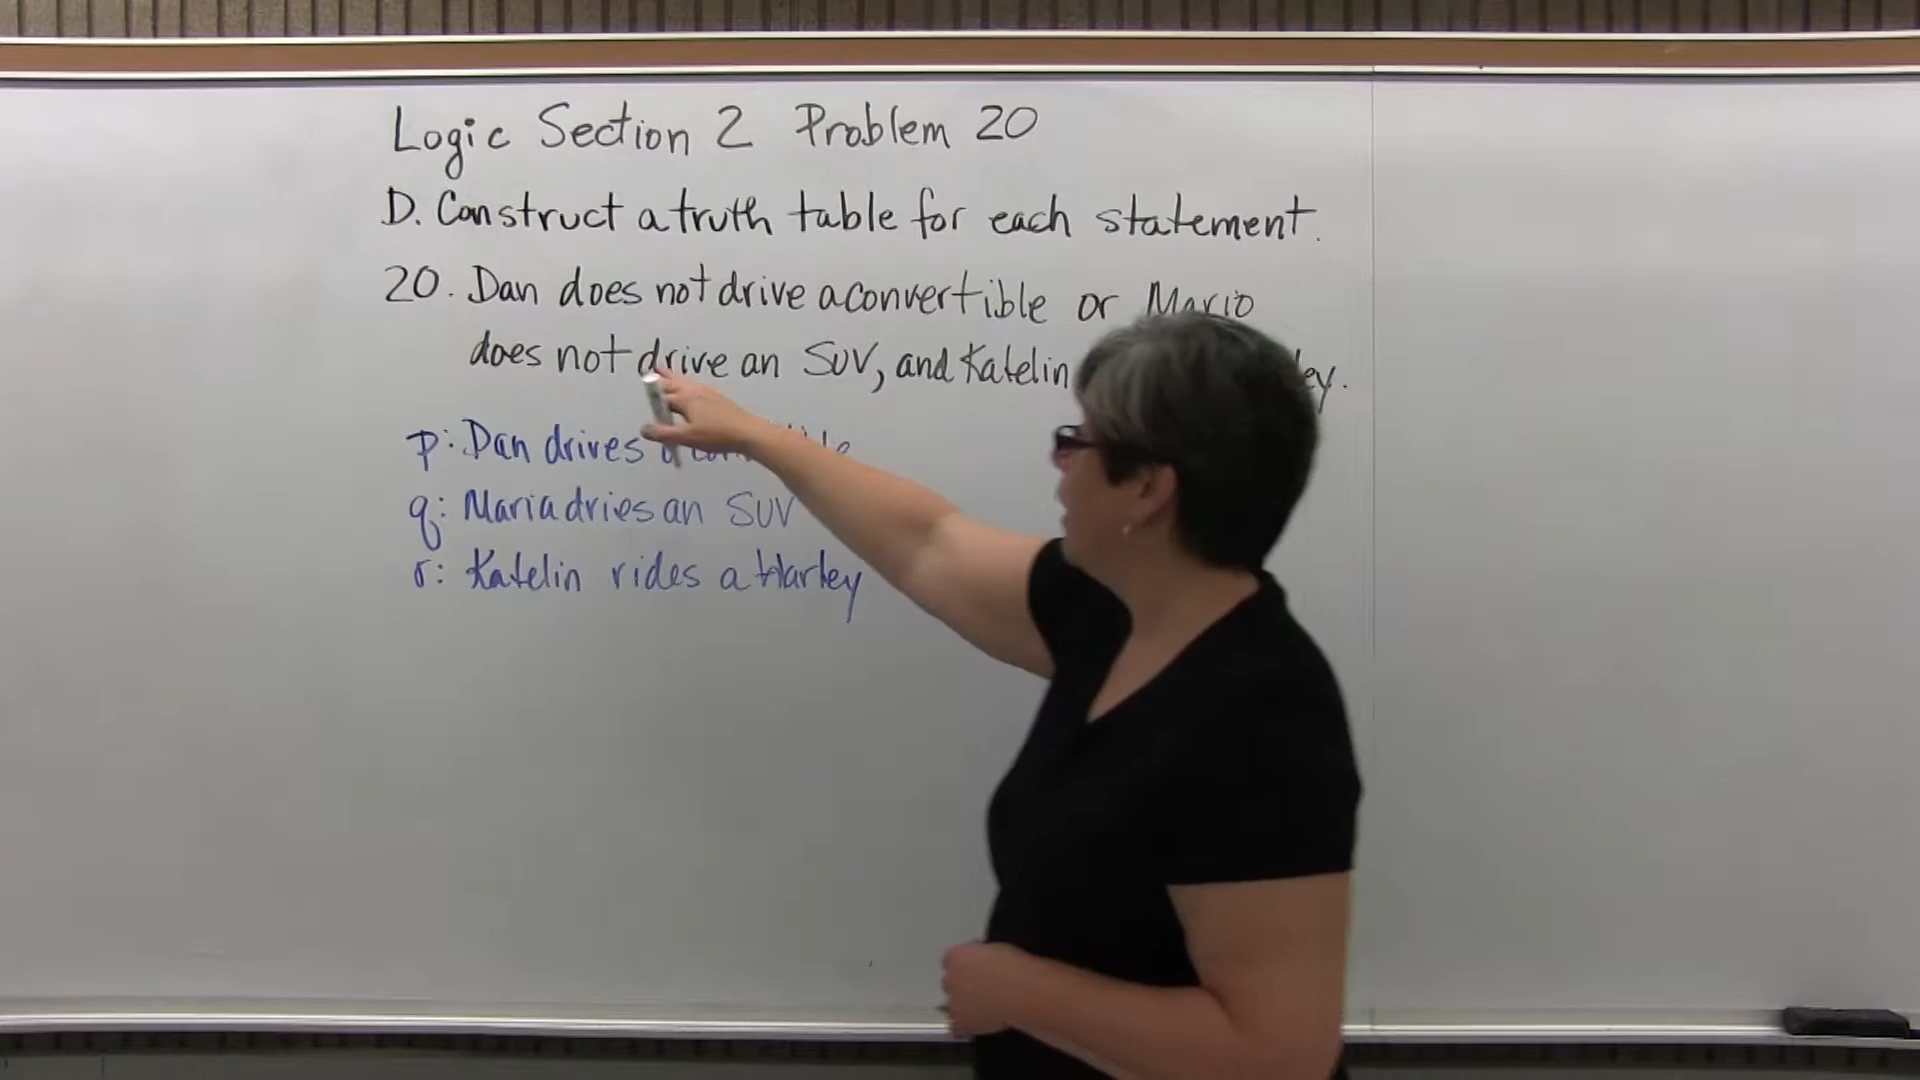 Logic Section 2 Problem 20
D. Construct a truth table for each statement.
20. Dan does not drive a convertible or Mario
does not drive an SUV, and Katelin
p: Dan drives a
q: Maria dries an SUV
r: Katelin rides a Harley